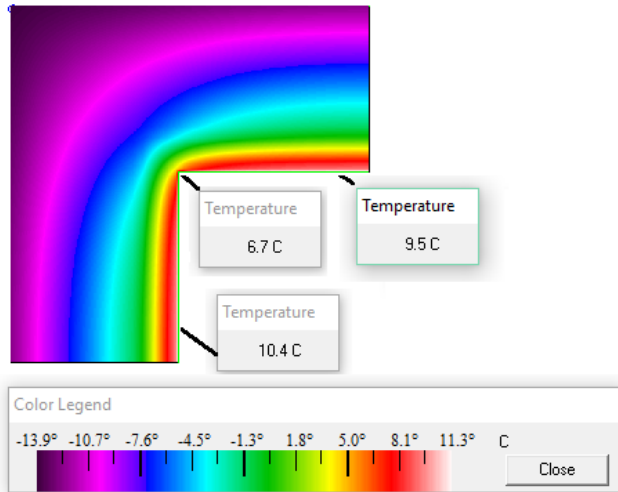 Temperature
6.7 C
Temperature
9.5 C
Temperature
10.4 C
Color Legend
-13.9° -10.7° -7.6° -4.5° -1.3° 1.8° 5.0° 8.1° 11.3° C
Close